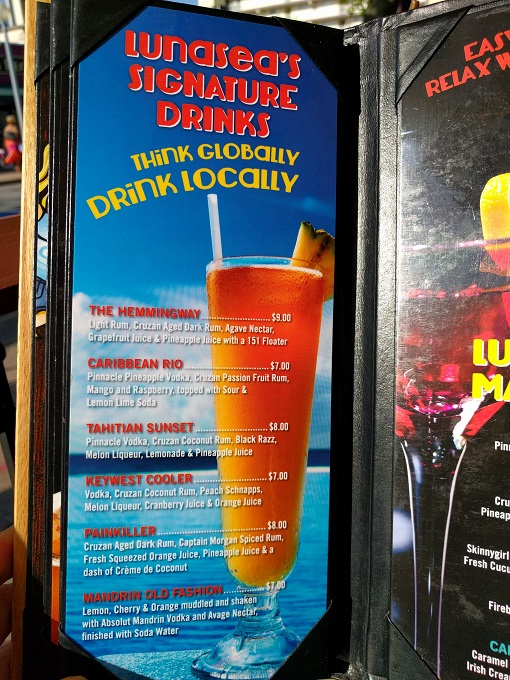 LUNASEA'S
SIGNATURE
DRINKS
THINK GLOBALLY
DRINK LOCALLY
THE HEMMINGWAY........................$9.00
Light Rum, Cruzan Aged Dark Rum, Agave Nectar,
Grapefruit Juice & Pineapple Juice with a 151 Floater
CARIBBEAN RIO..............................$7.00
Pinnacle Pineapple Vodka, Cruzan Passion Fruit Rum,
Mango and Raspberry, topped with Sour &
Lemon Lime Soda
TAHITIAN SUNSET..........................$8.00
Pinnacle Vodka, Cruzan Coconut Rum, Black Razz,
Melon Liqueur, Lemonade & Pineapple Juice
KEYWEST COOLER..........................$7.00
Vodka, Cruzan Coconut Rum, Peach Schnapps,
Melon Liqueur, Cranberry Juice & Orange Juice
PAINKILLER....................................$8.00
Cruzan Aged Dark Rum, Captain Morgan Spiced Rum,
Fresh Squeezed Orange Juice, Pineapple Juice & a
dash of Crème de Coconut
MANDRIN OLD FASHION................$7.00
Lemon, Cherry & Orange muddled and shaken
with Absolut Mandrin Vodka and Avage Nectar,
finished with Soda Water
EASY
RELAX W
LU
MA
Pin
Cru
Pineap
Skinnygirl
Fresh Cucu
Fireb
CA
Caramel
Irish Crea